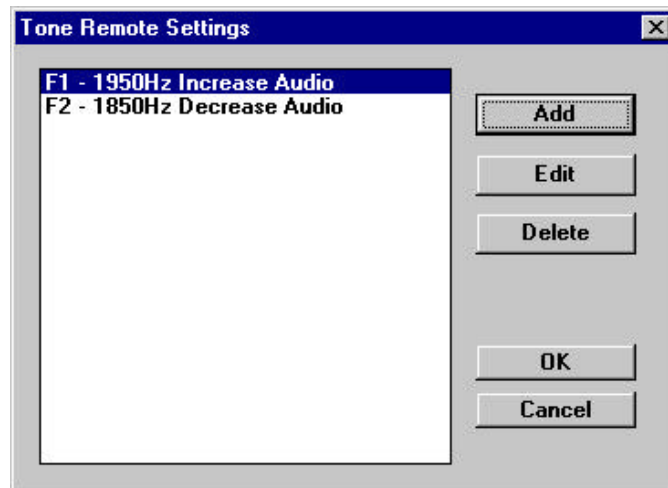 Tone Remote Settings
F1 - 1950Hz Increase Audio
F2 - 1850Hz Decrease Audio
Add
Edit
Delete
OK
Cancel